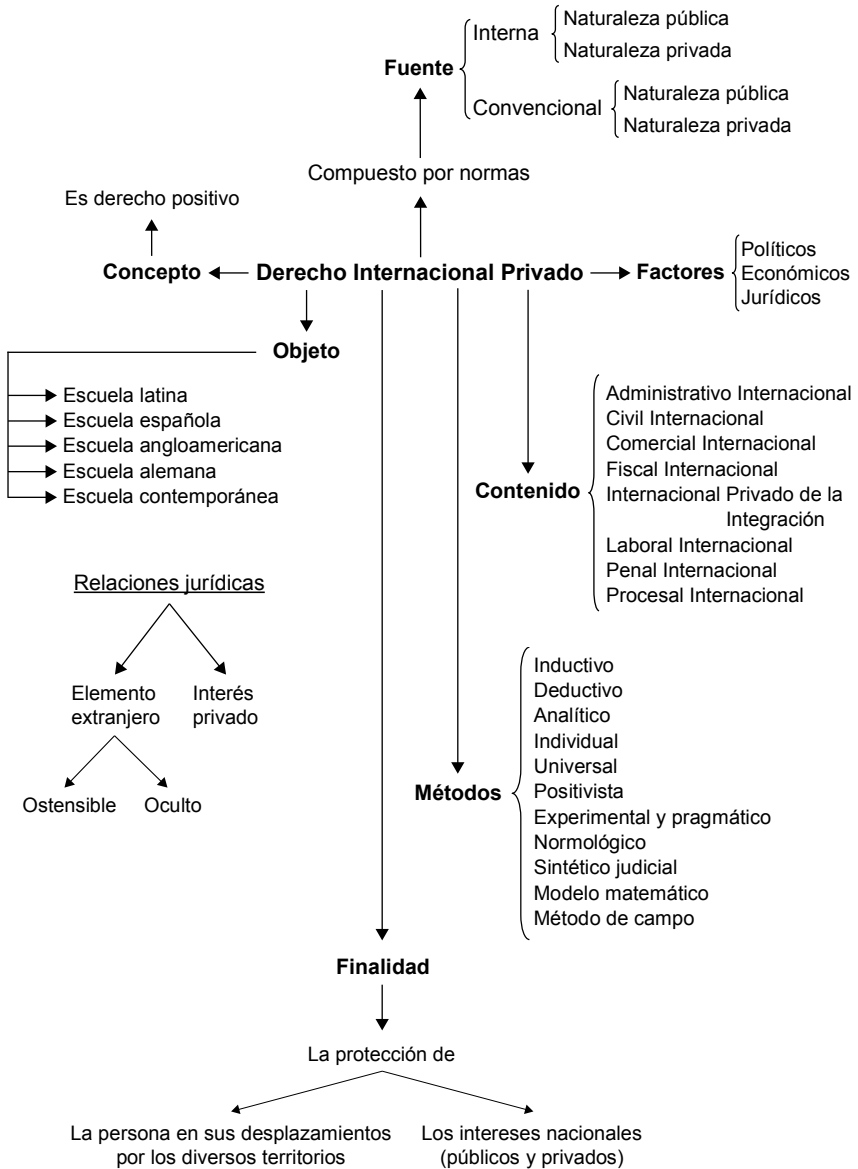 Fuente
Interna
Naturaleza pública
Naturaleza privada
Convencional
Naturaleza pública
Naturaleza privada
Compuesto por normas
Es derecho positivo
Concepto
Derecho Internacional Privado
Factores
Políticos
Económicos
Jurídicos
Objeto
Escuela latina
Escuela española
Escuela angloamericana
Escuela alemana
Escuela contemporánea
Contenido
Administrativo Internacional
Civil Internacional
Comercial Internacional
Fiscal Internacional
Internacional Privado de la
Integración
Laboral Internacional
Penal Internacional
Procesal Internacional
Relaciones jurídicas
Elemento
extranjero
Interés
privado
Ostensible
Oculto
Métodos
Inductivo
Deductivo
Analítico
Individual
Universal
Positivista
Experimental y pragmático
Normológico
Sintético judicial
Modelo matemático
Método de campo
Finalidad
La protección de
La persona en sus desplazamientos
por los diversos territorios
Los intereses nacionales
(públicos y privados)